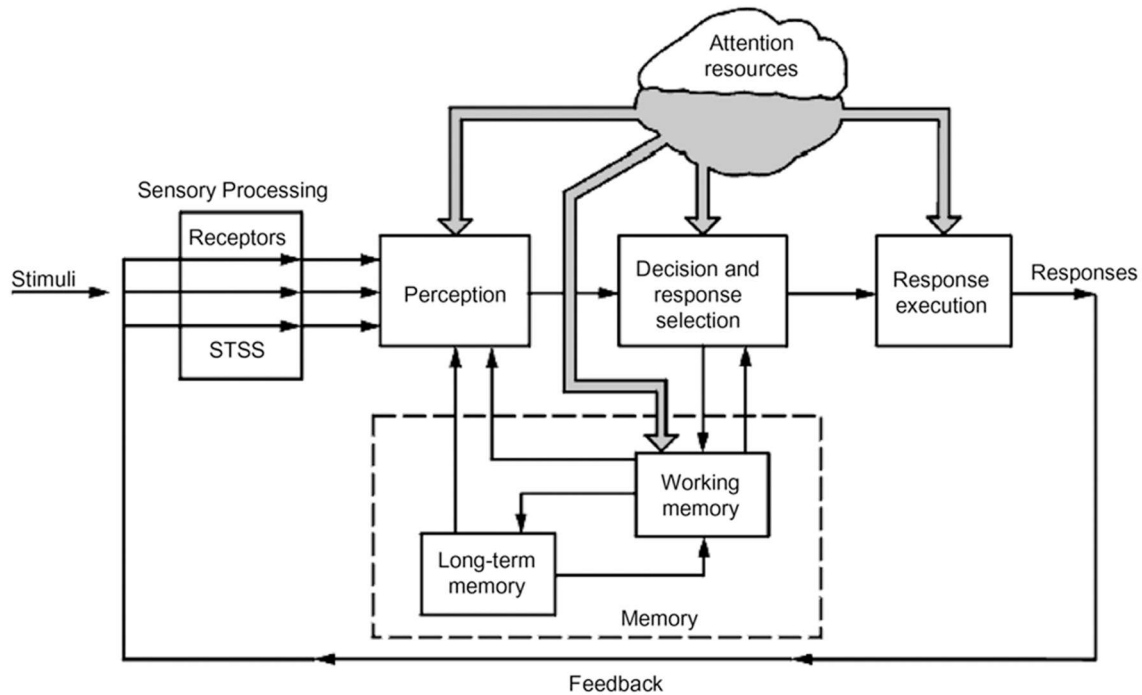 Attention
resources
Sensory Processing
Receptors
Stimuli
STSS
Perception
Decision and
response
selection
Response
execution
Responses
Working
memory
Long-term
memory
Memory
Feedback